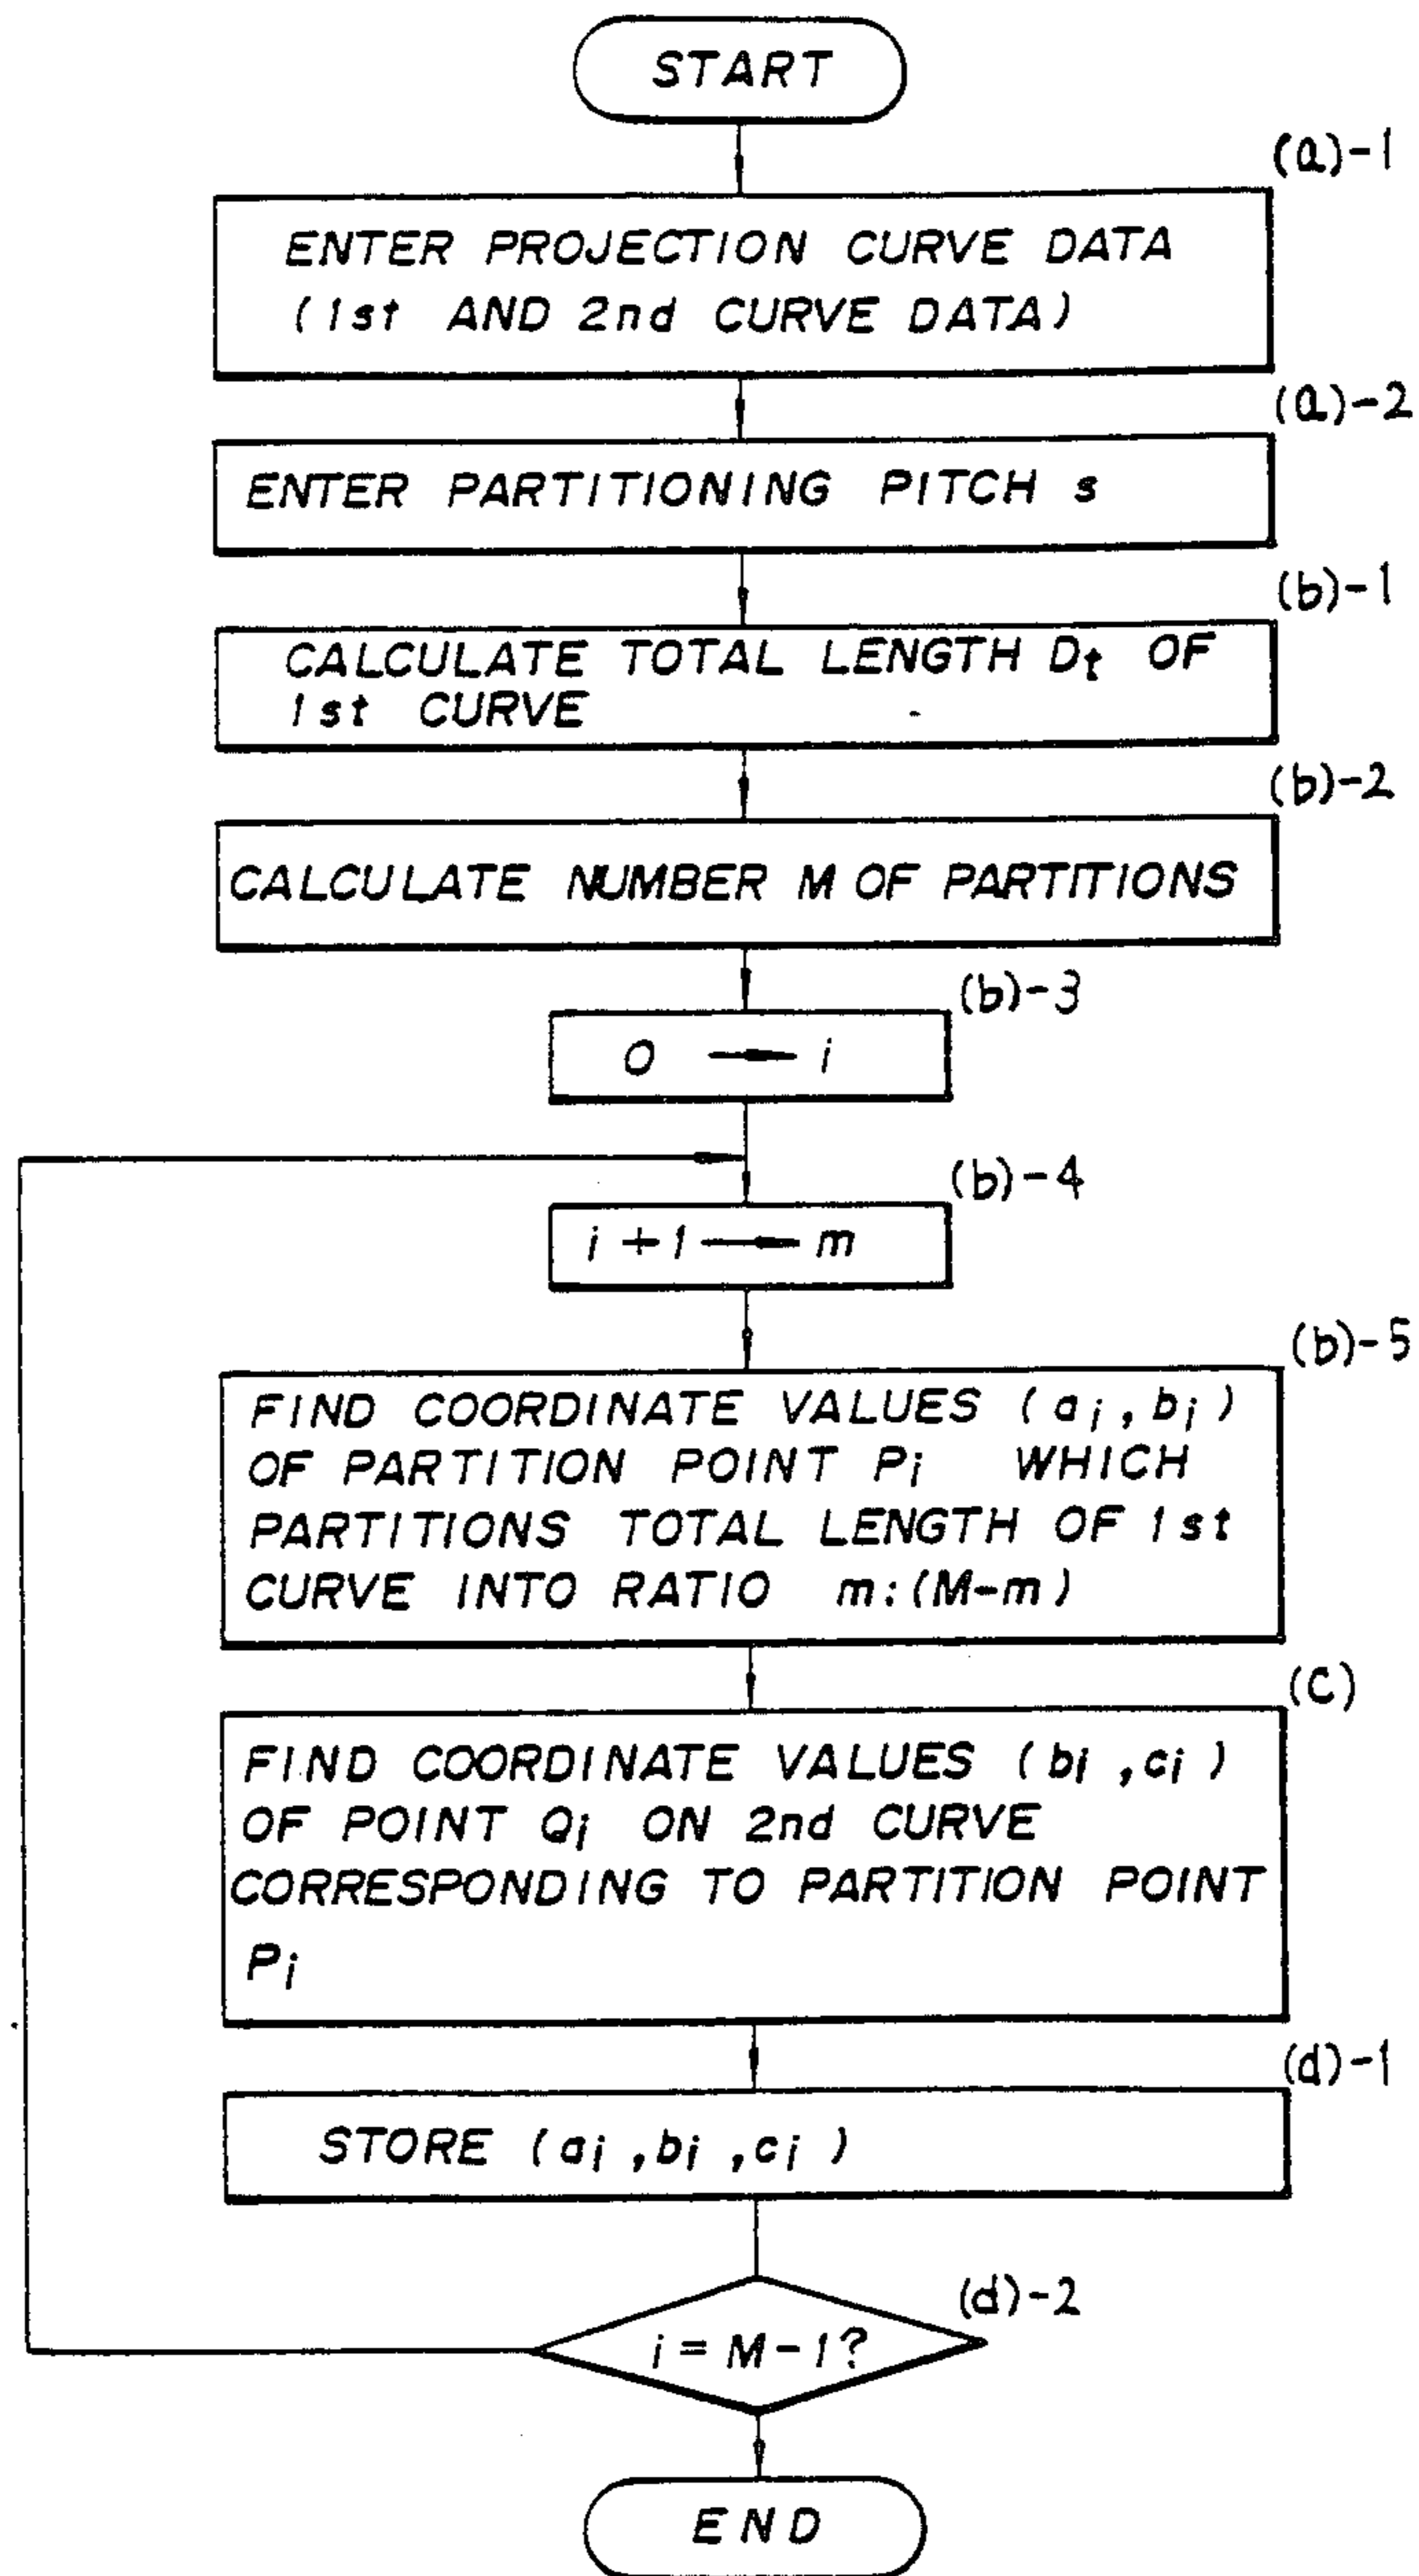 START
(a)-1
ENTER PROJECTION CURVE DATA
(1st AND 2nd CURVE DATA)
(a)-2
ENTER PARTITIONING PITCH s
(b)-1
CALCULATE TOTAL LENGTH Dt OF
1st CURVE
(b)-2
CALCULATE NUMBER M OF PARTITIONS
(b)-3
0 → i
(b)-4
i + 1 → m
(b)-5
FIND COORDINATE VALUES (ai, bi)
OF PARTITION POINT Pi WHICH
PARTITIONS TOTAL LENGTH OF 1st
CURVE INTO RATIO m:(M-m)
(c)
FIND COORDINATE VALUES (bi, ci)
OF POINT Qi ON 2nd CURVE
CORRESPONDING TO PARTITION POINT
Pi
(d)-1
STORE (ai, bi, ci)
(d)-2
i = M-1?
END